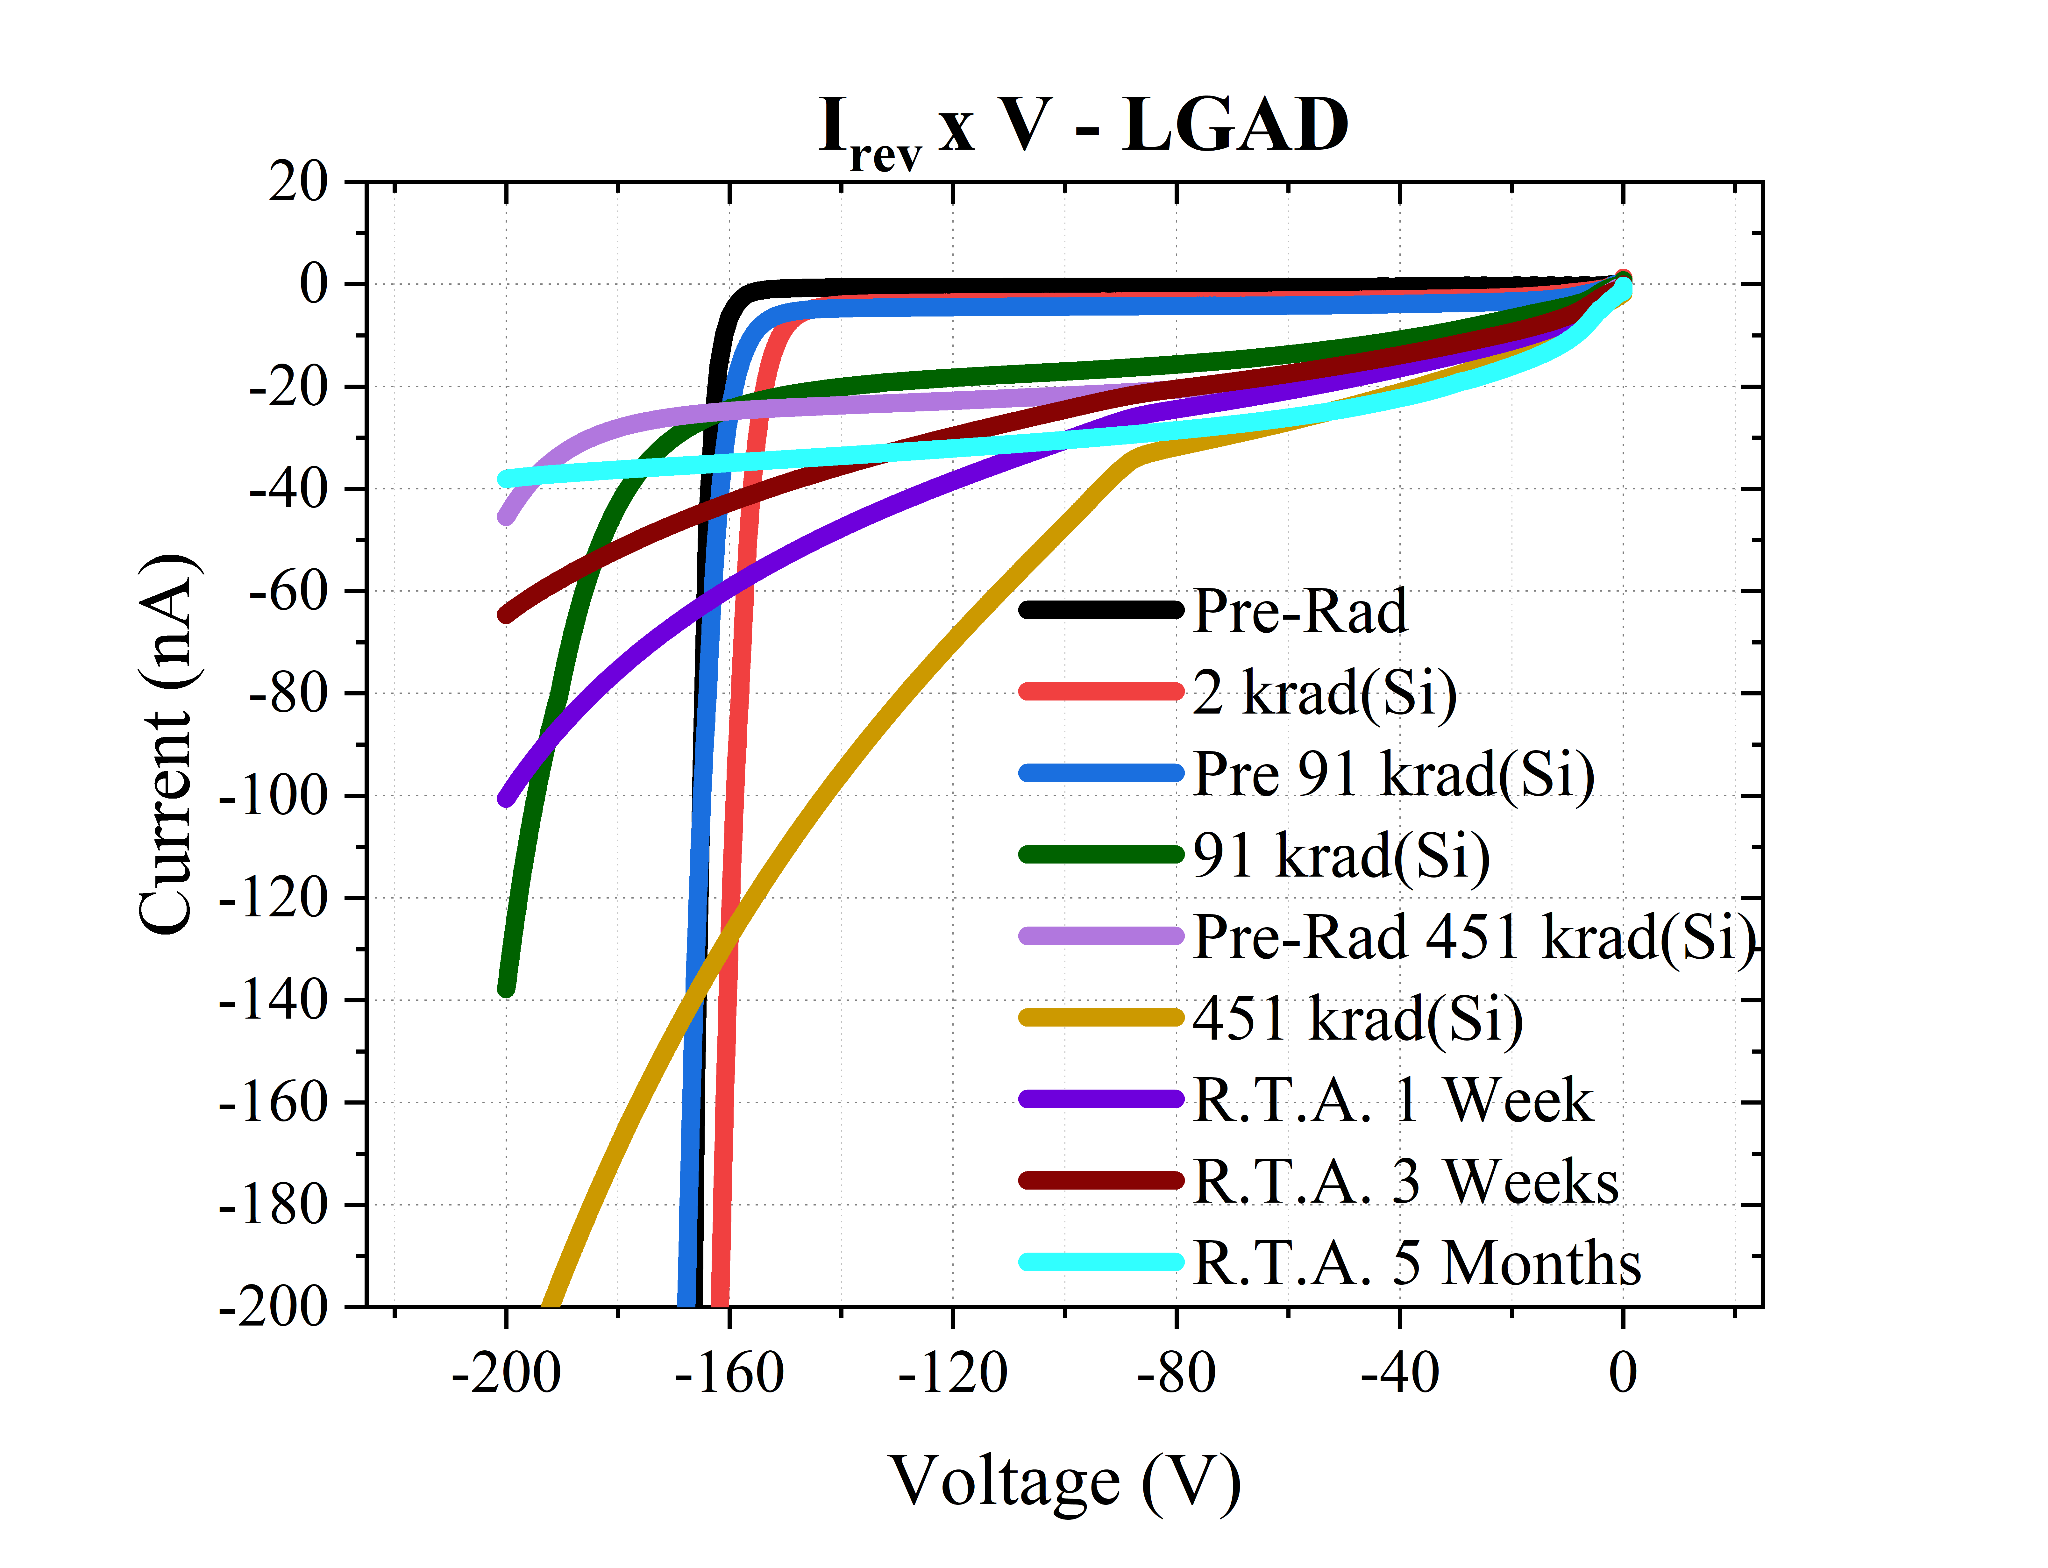 I_rev x V - LGAD
20
0
-20
-40
-60
-80
-100
-120
-140
-160
-180
-200
Current (nA)
Pre-Rad
2 krad(Si)
Pre 91 krad(Si)
91 krad(Si)
Pre-Rad 451 krad(Si)
451 krad(Si)
R.T.A. 1 Week
R.T.A. 3 Weeks
R.T.A. 5 Months
-200 -160 -120 -80 -40 0
Voltage (V)